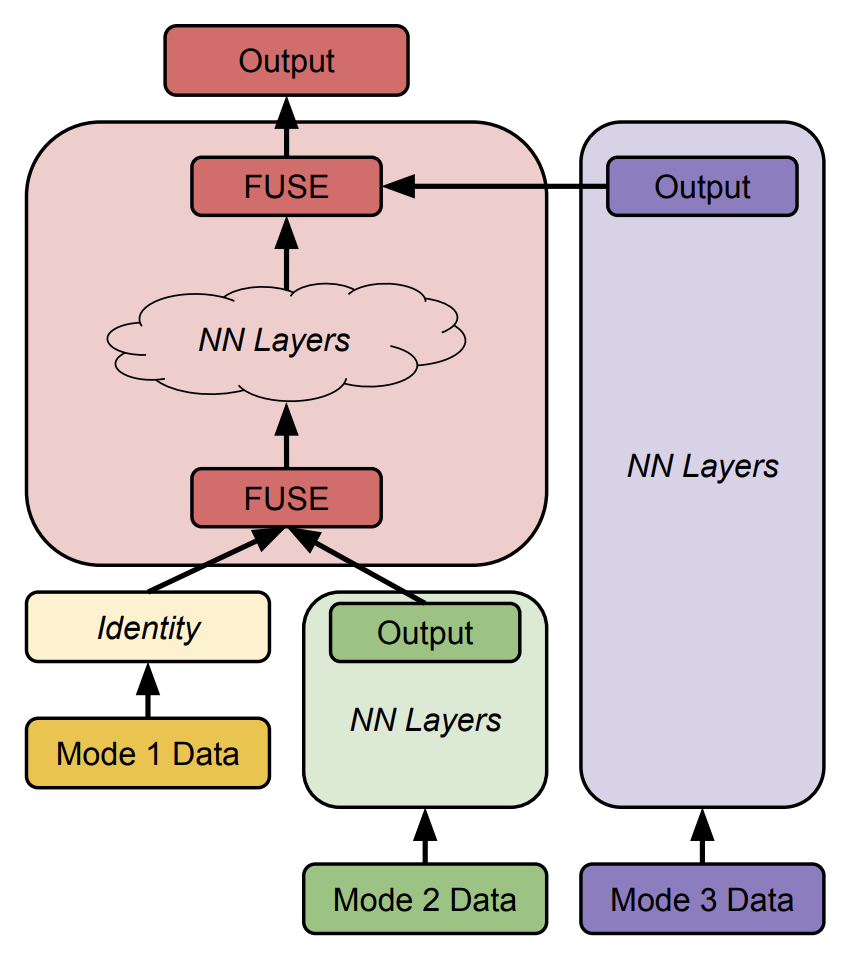 Output
FUSE
Output
NN Layers
NN Layers
FUSE
Identity
Output
NN Layers
Mode 1 Data
Mode 2 Data
Mode 3 Data